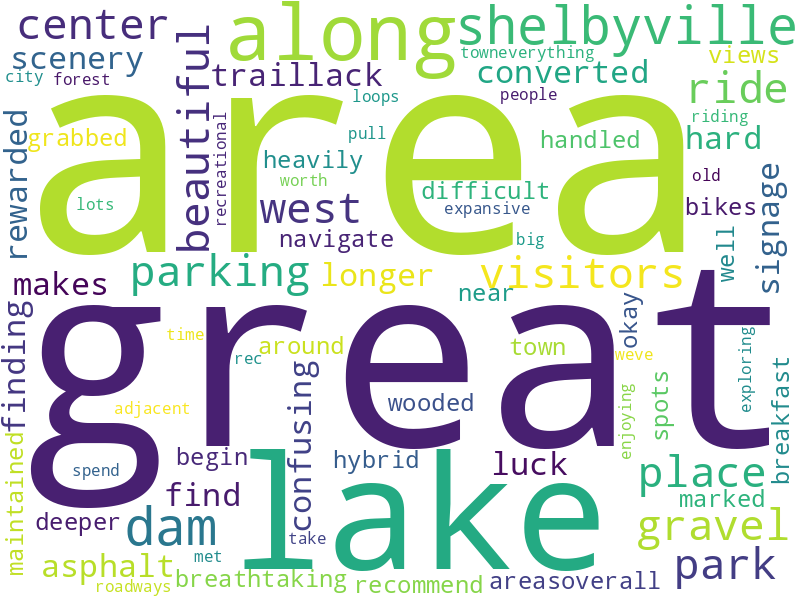 center
along
shelbyville
scenery
beautiful
towneverything
views
city
forest
traillack
converted
loops
people
ride
area
grabbed
rewarded
recreational
pull
riding
handled
hard
heavily
worth
difficult
old
lots
west
expansive
bikes
signage
navigate
big
well
parking
longer
visitors
makes
near
finding
okay
time
around
town
great
rec
weve
exploring
breakfast
adjacent
confusing
wooded
enjoying
spots
maintained
begin
hybrid
luck
place
spend
lake
find
marked
deeper
dam
gravel
take
asphalt
met
park
roadways
breathtaking
recommend
areasoverall